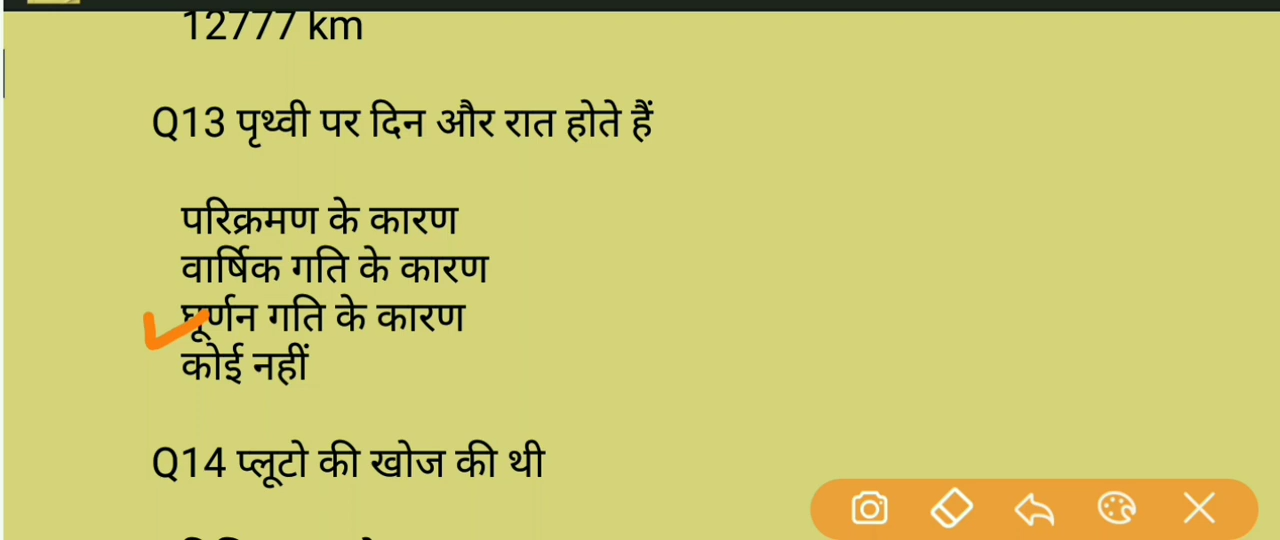 12777 km
Q13 पृथ्वी पर दिन और रात होते हैं
परिक्रमण के कारण
वार्षिक गति के कारण
घूर्णन गति के कारण
कोई नहीं
Q14 प्लूटो की खोज की थी